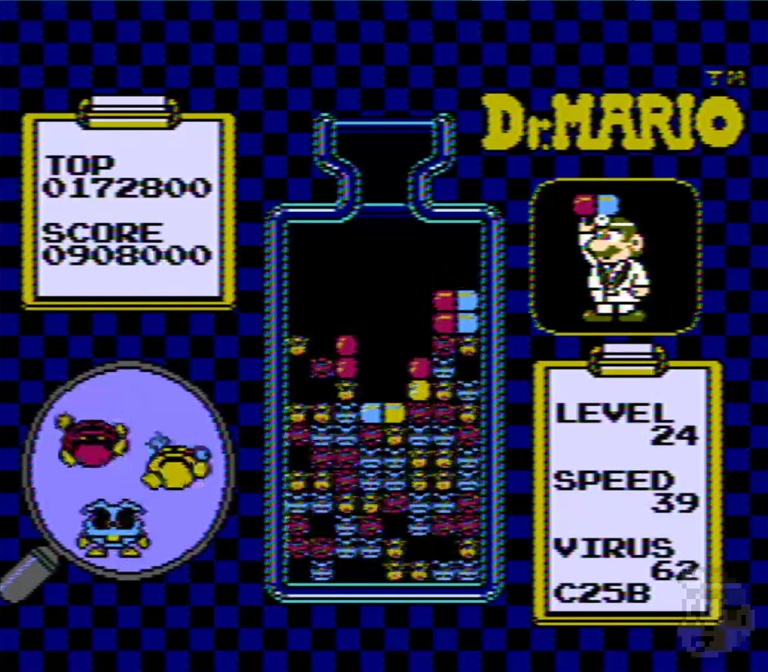 TM
Dr. MARIO
TOP
0172800
SCORE
0908000
LEVEL
24
SPEED
39
VIRUS
62
C25B